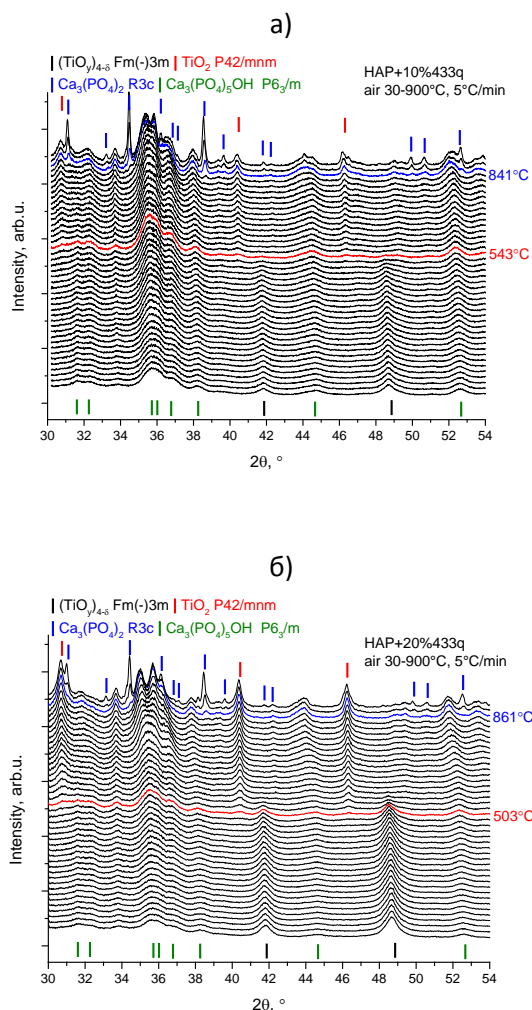 а)
(TiOy)4-δ Fm(-)3m TiO2 P42/mnm
Ca3(PO4)2 R3c Ca3(PO4)5OH P63/m
HAP+10%433q
air 30-900°C, 5°C/min
841°C
543°C
Intensity, arb.u.
30 32 34 36 38 40 42 44 46 48 50 52 54
2θ, °
б)
(TiOy)4-δ Fm(-)3m TiO2 P42/mnm
Ca3(PO4)2 R3c Ca3(PO4)5OH P63/m
HAP+20%433q
air 30-900°C, 5°C/min
861°C
503°C
Intensity, arb.u.
30 32 34 36 38 40 42 44 46 48 50 52 54
2θ, °